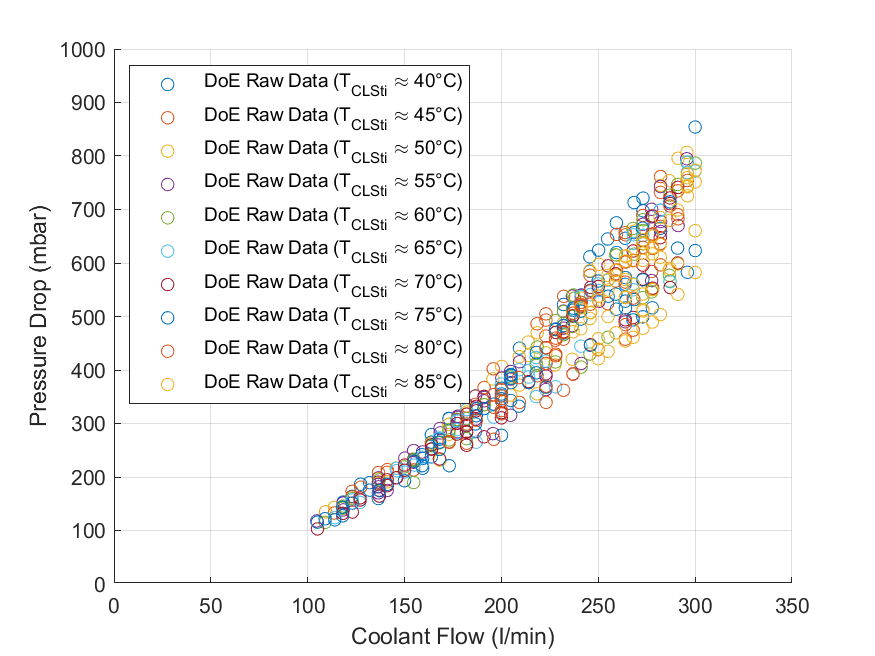 1000
900
800
700
600
500
400
300
200
100
0
0 50 100 150 200 250 300 350
Pressure Drop (mbar)
Coolant Flow (l/min)
DoE Raw Data (T_CLSti ≈ 40°C)
DoE Raw Data (T_CLSti ≈ 45°C)
DoE Raw Data (T_CLSti ≈ 50°C)
DoE Raw Data (T_CLSti ≈ 55°C)
DoE Raw Data (T_CLSti ≈ 60°C)
DoE Raw Data (T_CLSti ≈ 65°C)
DoE Raw Data (T_CLSti ≈ 70°C)
DoE Raw Data (T_CLSti ≈ 75°C)
DoE Raw Data (T_CLSti ≈ 80°C)
DoE Raw Data (T_CLSti ≈ 85°C)